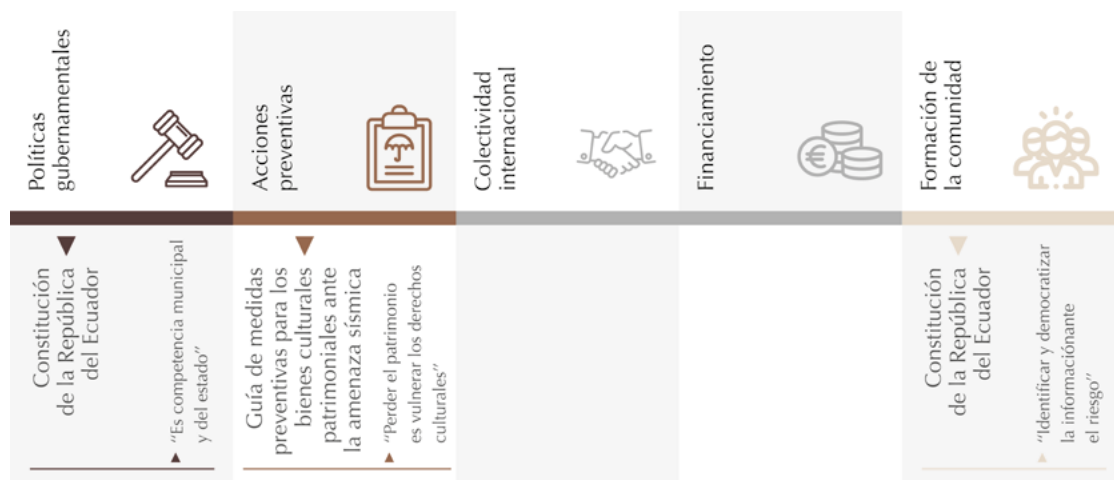 Políticas
gubernamentales
Constitución
de la República
del Ecuador
“Es competencia municipal
y del estado”
Acciones
preventivas
Guía de medidas
preventivas para los
bienes culturales
patrimoniales ante
la amenaza sísmica
“Perder el patrimonio
es vulnerar los derechos
culturales”
Colectividad
internacional
Financiamiento
Formación de
la comunidad
Constitución
de la República
del Ecuador
“Identificar y democratizar
la informaciónante
el riesgo”